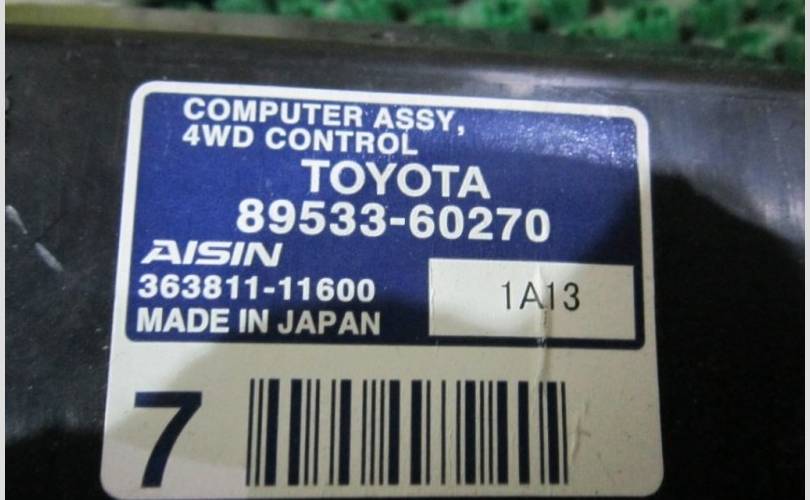 COMPUTER ASSY,
4WD CONTROL
TOYOTA
89533-60270
AISIN
363811-11600
1A13
MADE IN JAPAN
7